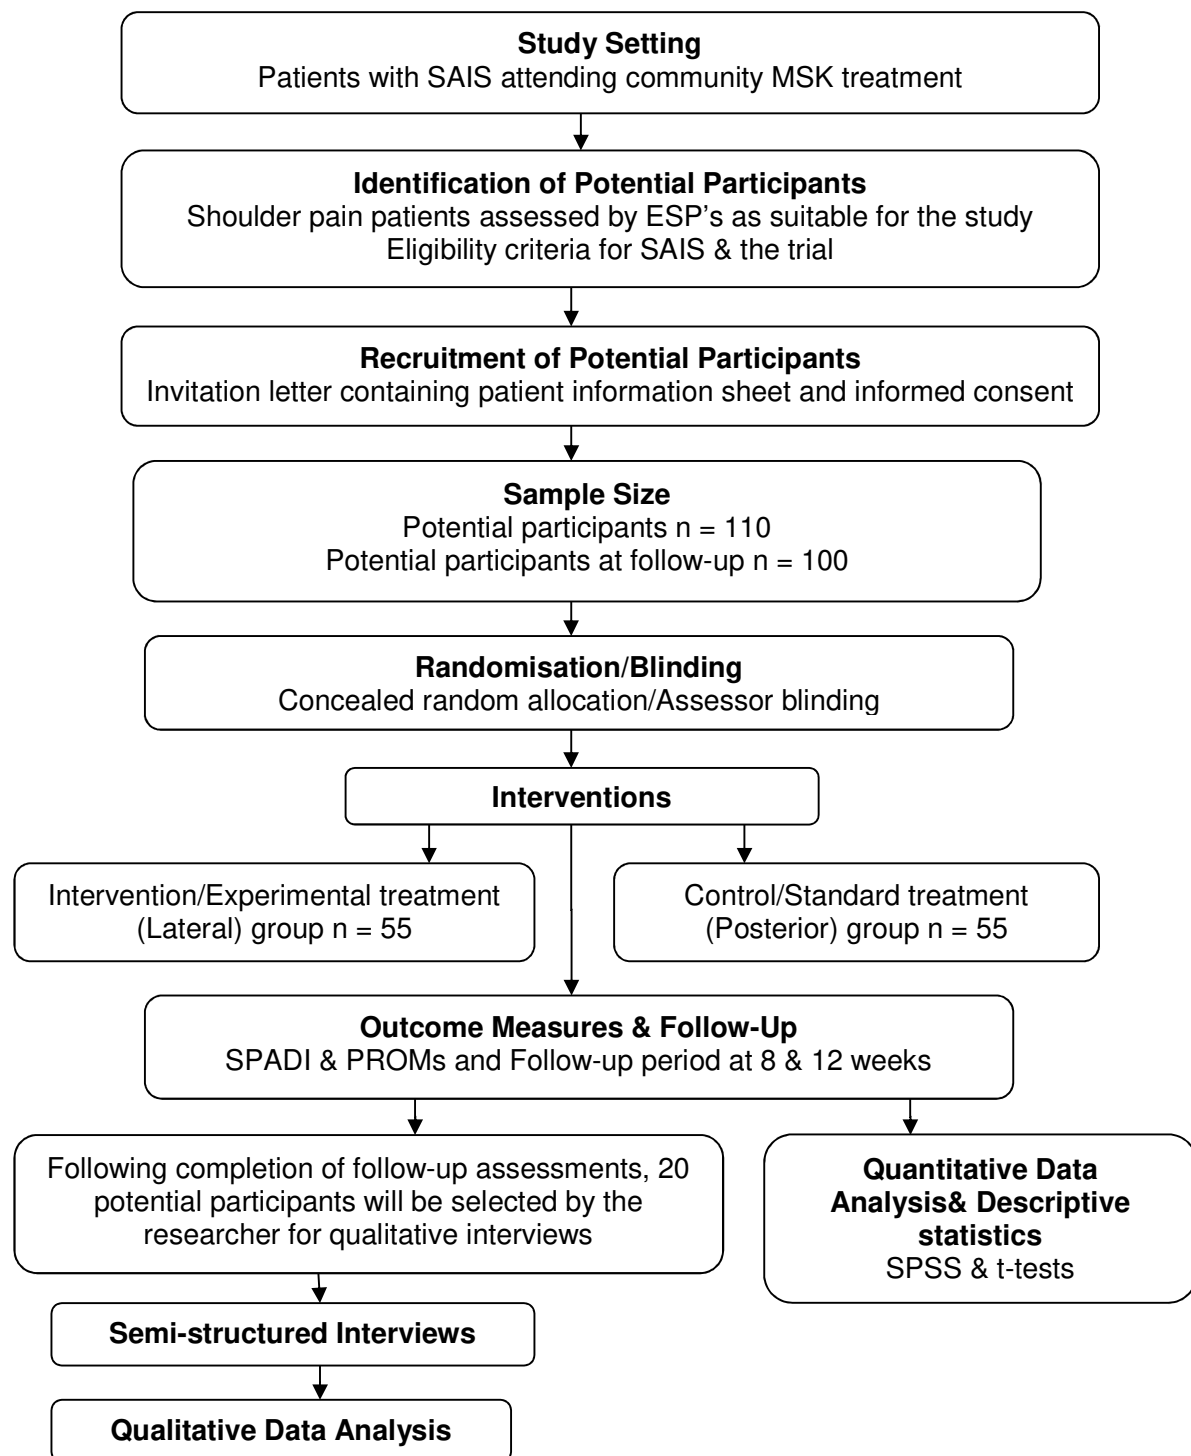 Study Setting
Patients with SAIS attending community MSK treatment
Identification of Potential Participants
Shoulder pain patients assessed by ESP's as suitable for the study
Eligibility criteria for SAIS & the trial
Recruitment of Potential Participants
Invitation letter containing patient information sheet and informed consent
Sample Size
Potential participants n = 110
Potential participants at follow-up n = 100
Randomisation/Blinding
Concealed random allocation/Assessor blinding
Interventions
Intervention/Experimental treatment
(Lateral) group n = 55
Control/Standard treatment
(Posterior) group n = 55
Outcome Measures & Follow-Up
SPADI & PROMs and Follow-up period at 8 & 12 weeks
Following completion of follow-up assessments, 20
potential participants will be selected by the
researcher for qualitative interviews
Quantitative Data
Analysis& Descriptive
statistics
SPSS & t-tests
Semi-structured Interviews
Qualitative Data Analysis